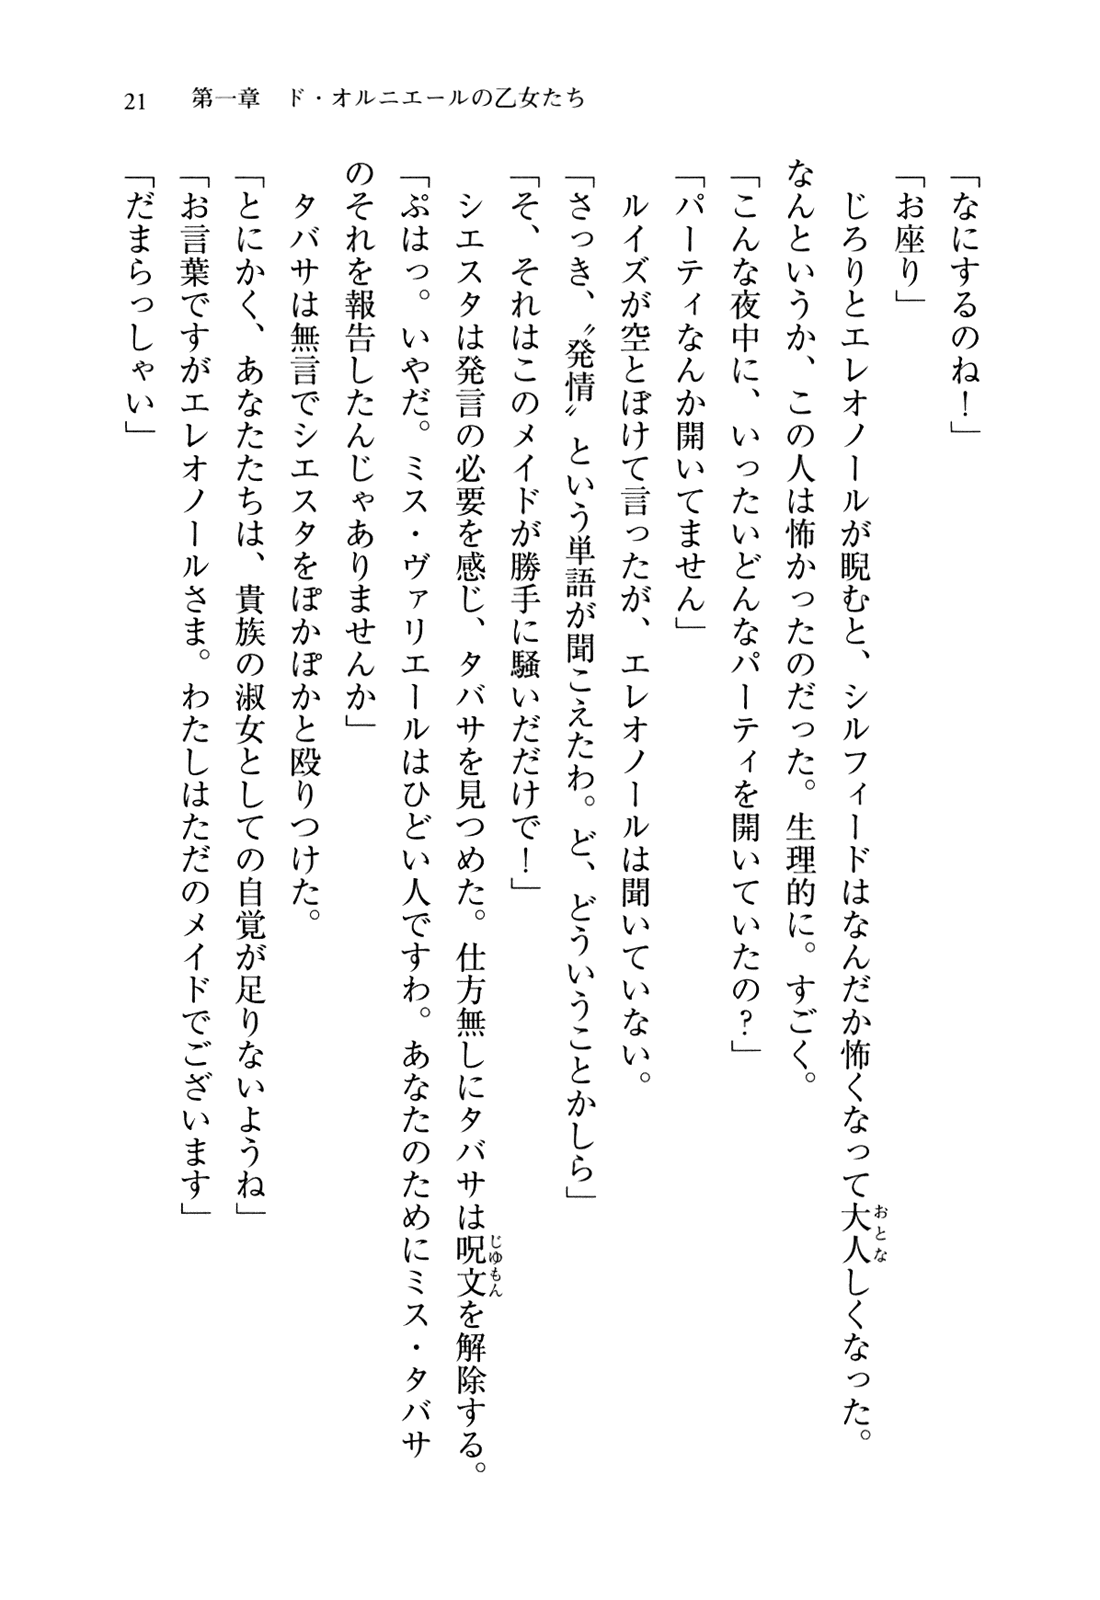 21 第一章 ド・オルニエールの乙女たち
「なにするのね！」
「お座り」
じろりとエレオノールが睨むと、シルフィードはなんだか怖くなって大人しくなった。
おとな
なんというか、この人は怖かったのだった。生理的に。すごく。
「こんな夜中に、いったいどんなパーティを開いていたの？」
「パーティなんか開いてません」
ルイズが空とぼけて言ったが、エレオノールは聞いていない。
「さっき、〝発情〟という単語が聞こえたわ。ど、どういうことかしら」
「そ、それはこのメイドが勝手に騒いだだけで！」
シエスタは発言の必要を感じ、タバサを見つめた。仕方無しにタバサは呪文を解除する。
じゅもん
「ぷはっ。いやだ。ミス・ヴァリエールはひどい人ですわ。あなたのためにミス・タバサ
のそれを報告したんじゃありませんか」
タバサは無言でシエスタをぽかぽかと殴りつけた。
「とにかく、あなたたちは、貴族の淑女としての自覚が足りないようね」
「お言葉ですがエレオノールさま。わたしはただのメイドでございます」
「だまらっしゃい」